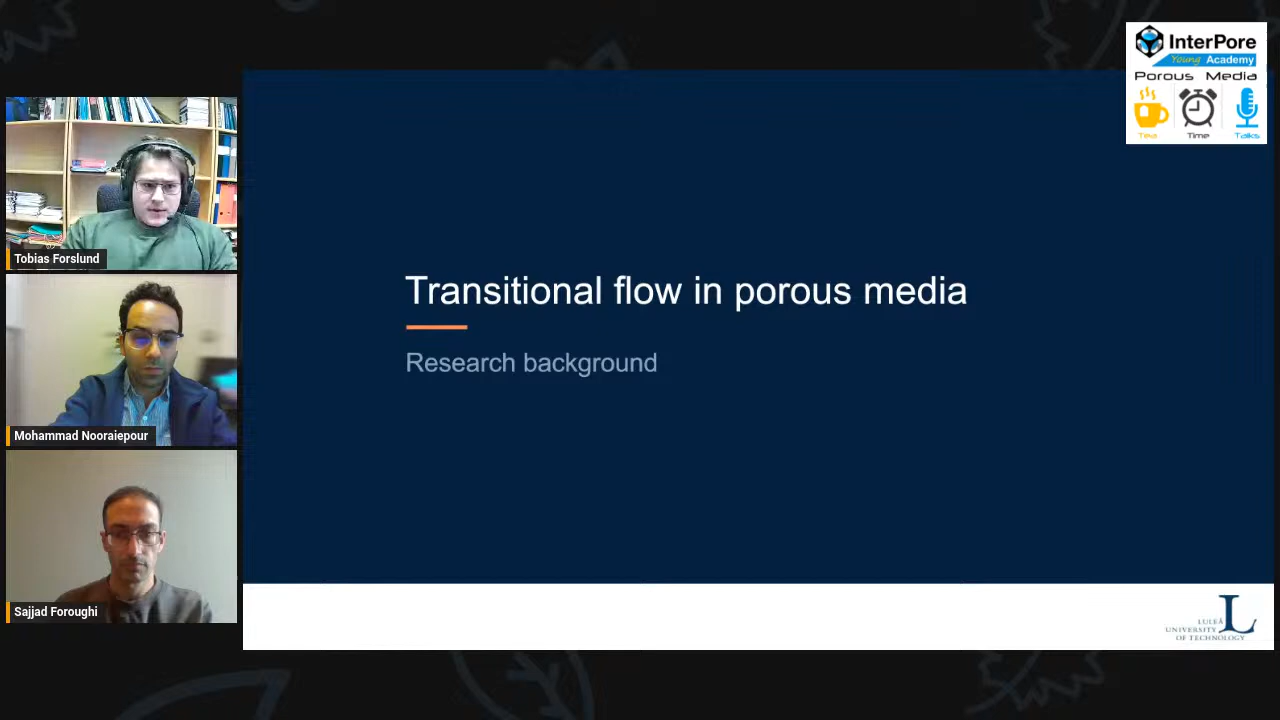 InterPore
Young Academy
Porous Media
Tea
Time
Talks
Tobias Forslund
Mohammad Nooraiepour
Sajjad Foroughi
Transitional flow in porous media
Research background
LULEÅ
UNIVERSITY
OF TECHNOLOGY
L